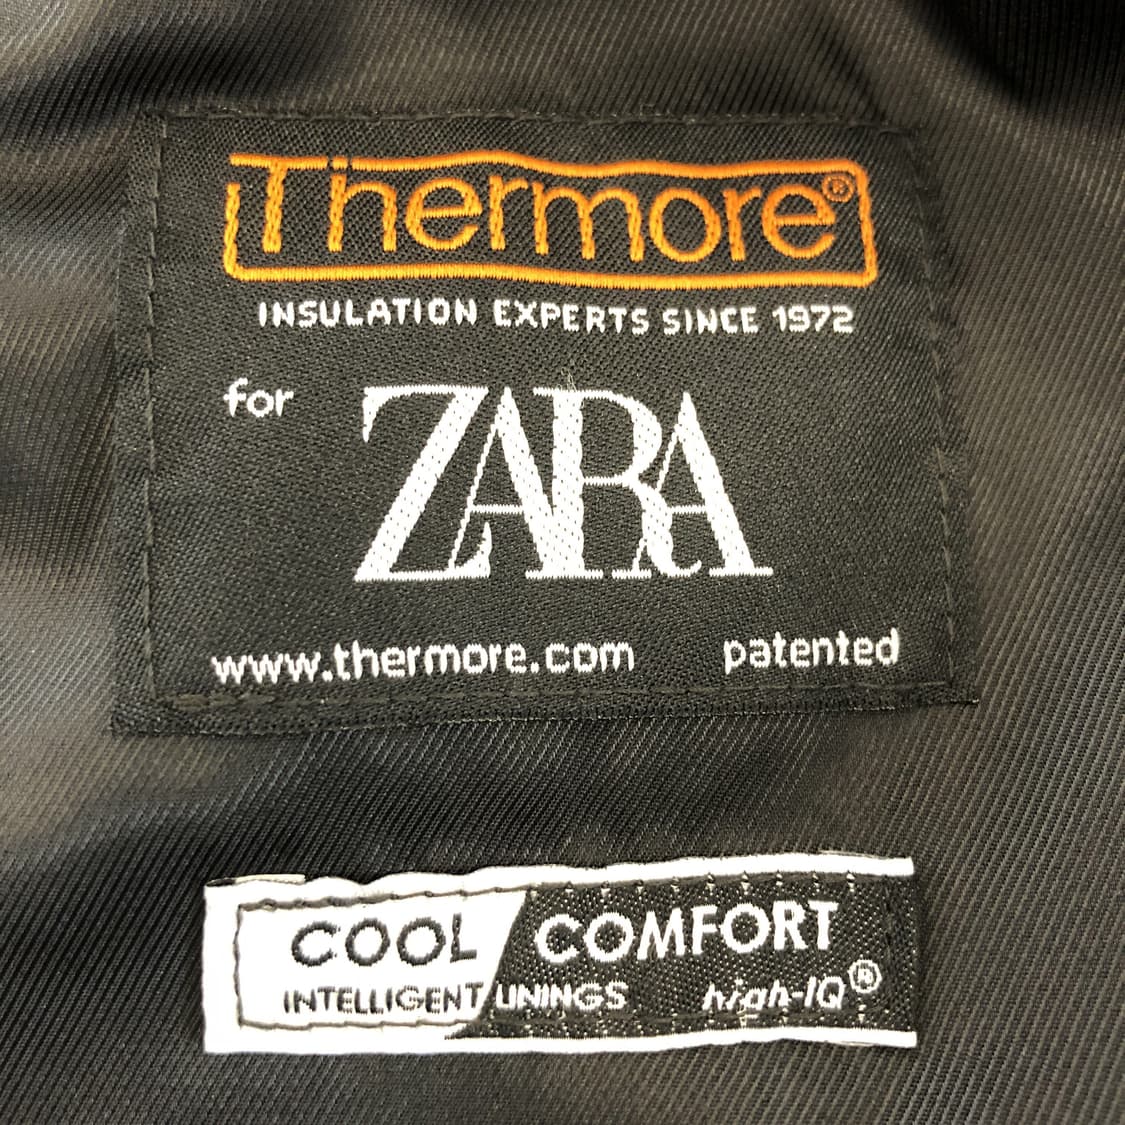 Thermore®
INSULATION EXPERTS SINCE 1972
for ZARA
www.thermore.com patented
COOL COMFORT
INTELLIGENT LININGS high-IQ®